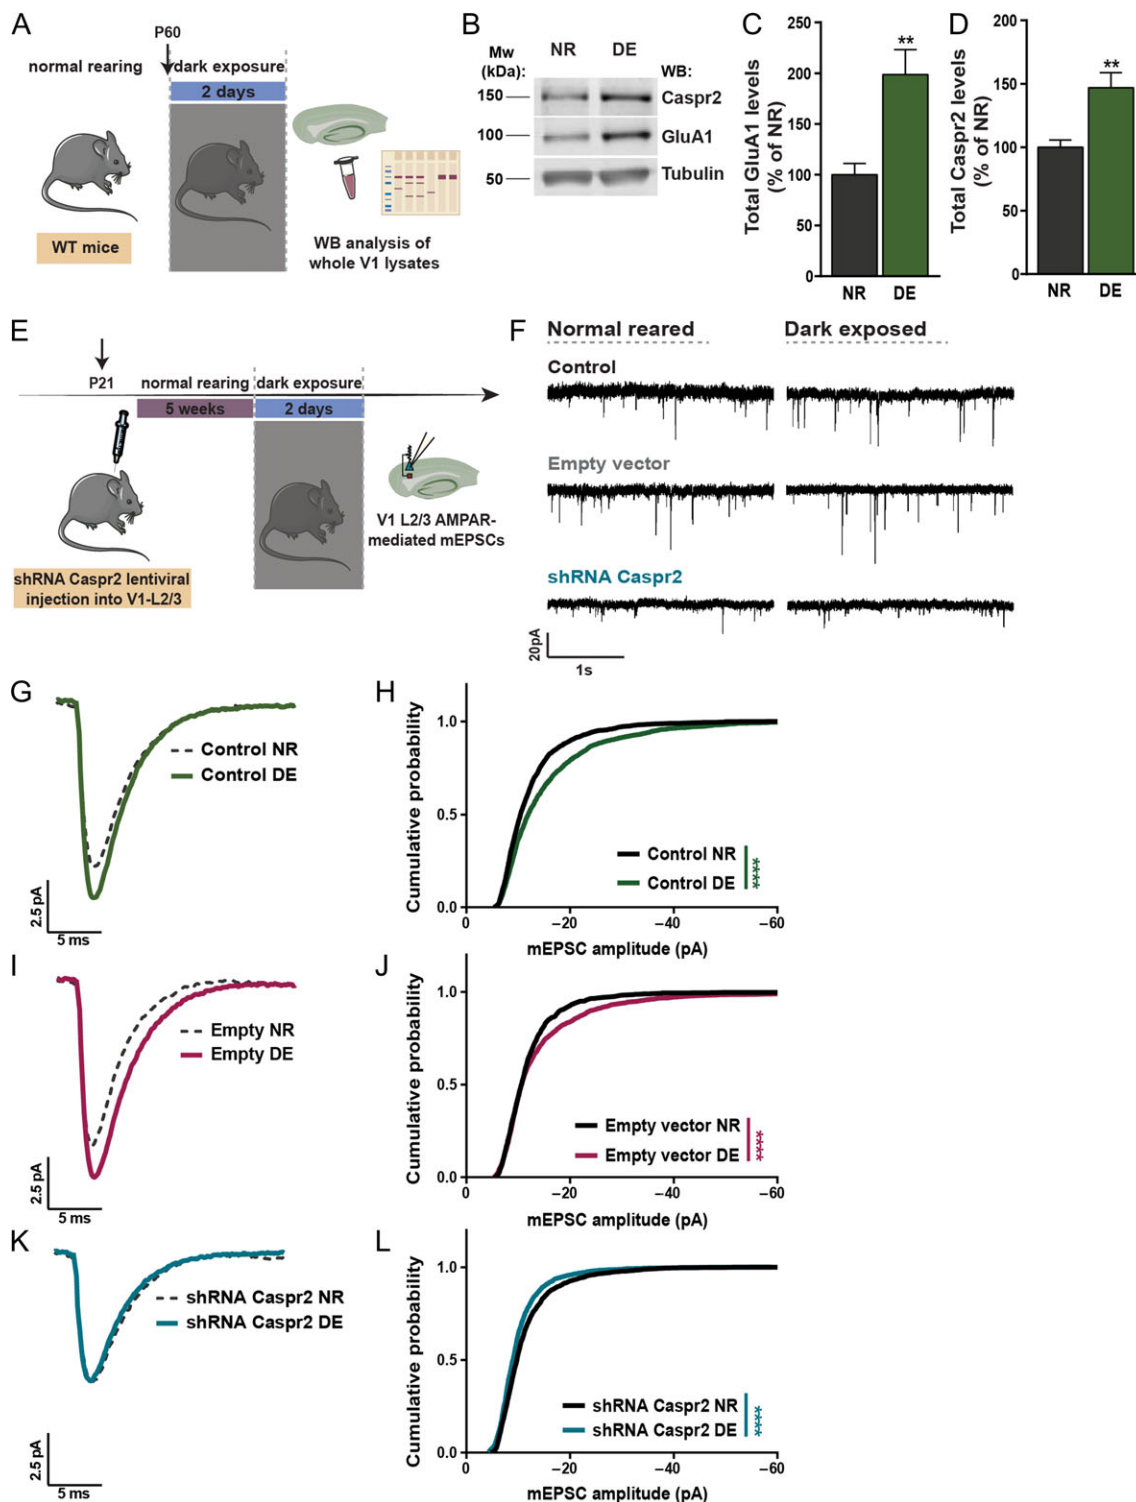 A
P60
normal rearing
dark exposure
2 days
WT mice
WB analysis of
whole V1 lysates
B
Mw
(kDa):
NR
DE
WB:
150
Caspr2
100
GluA1
50
Tubulin
C
Total GluA1 levels
(% of NR)
250
200
150
100
50
0
**
NR
DE
D
Total Caspr2 levels
(% of NR)
200
150
100
50
0
**
NR
DE
E
P21
normal rearing
dark exposure
5 weeks
2 days
shRNA Caspr2 lentiviral
injection into V1-L2/3
V1 L2/3 AMPAR-
mediated mEPSCs
F
Normal reared
Dark exposed
Control
Empty vector
shRNA Caspr2
20pA
1s
G
Control NR
Control DE
2.5 pA
5 ms
H
Cumulative probability
1.0
0.5
0.0
0
−20
−40
−60
mEPSC amplitude (pA)
Control NR
Control DE
****
I
Empty NR
Empty DE
2.5 pA
5 ms
J
Cumulative probability
1.0
0.5
0.0
0
−20
−40
−60
mEPSC amplitude (pA)
Empty vector NR
Empty vector DE
****
K
shRNA Caspr2 NR
shRNA Caspr2 DE
2.5 pA
5 ms
L
Cumulative probability
1.0
0.5
0.0
0
−20
−40
−60
mEPSC amplitude (pA)
shRNA Caspr2 NR
shRNA Caspr2 DE
****